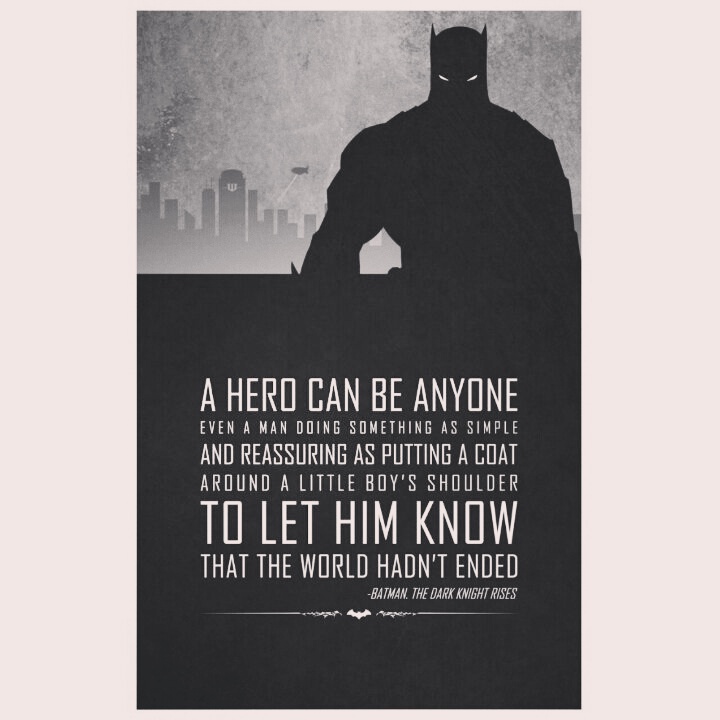 A HERO CAN BE ANYONE
EVEN A MAN DOING SOMETHING AS SIMPLE
AND REASSURING AS PUTTING A COAT
AROUND A LITTLE BOY'S SHOULDER
TO LET HIM KNOW
THAT THE WORLD HADN'T ENDED
-BATMAN. THE DARK KNIGHT RISES